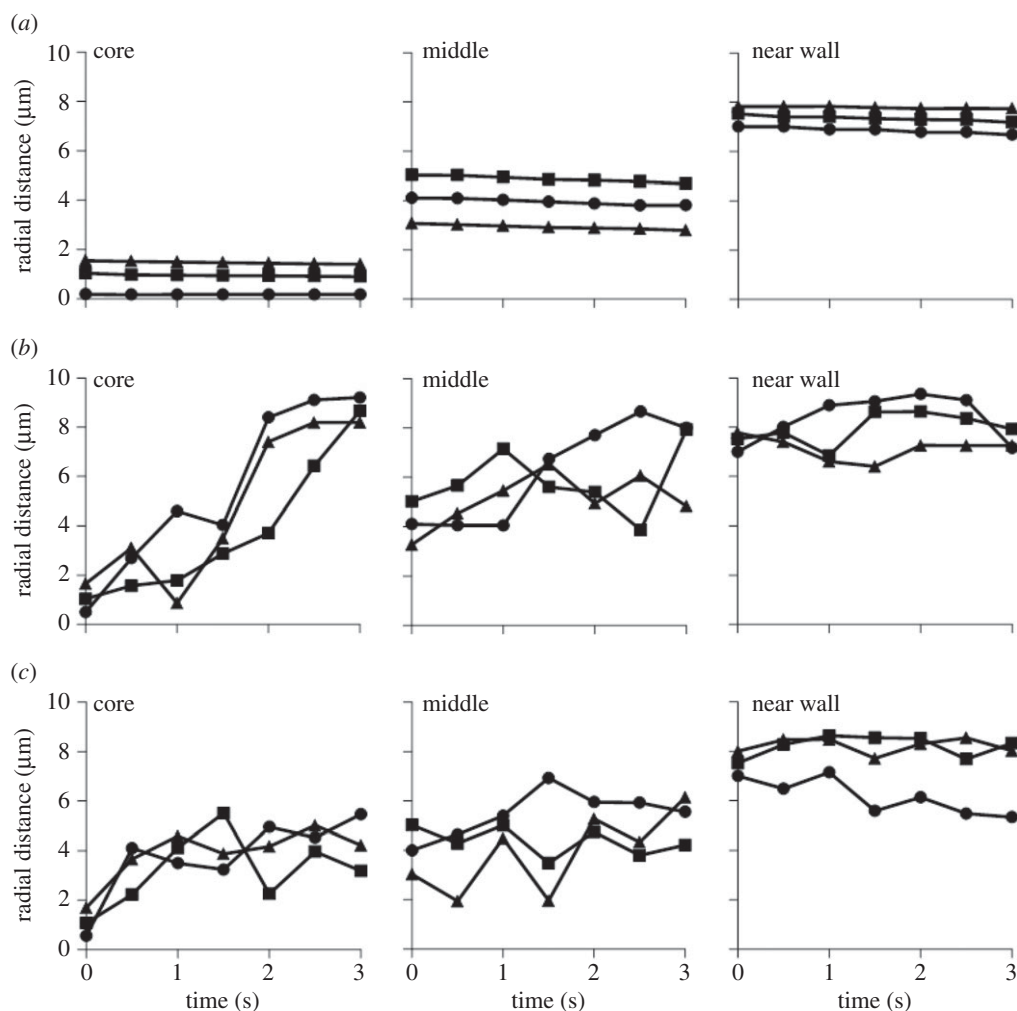 (a)
core
middle
near wall
radial distance (μm)
10
8
6
4
2
0
(b)
core
middle
near wall
radial distance (μm)
10
8
6
4
2
0
(c)
core
middle
near wall
radial distance (μm)
10
8
6
4
2
0
0 1 2 3
0 1 2 3
0 1 2 3
time (s)
time (s)
time (s)